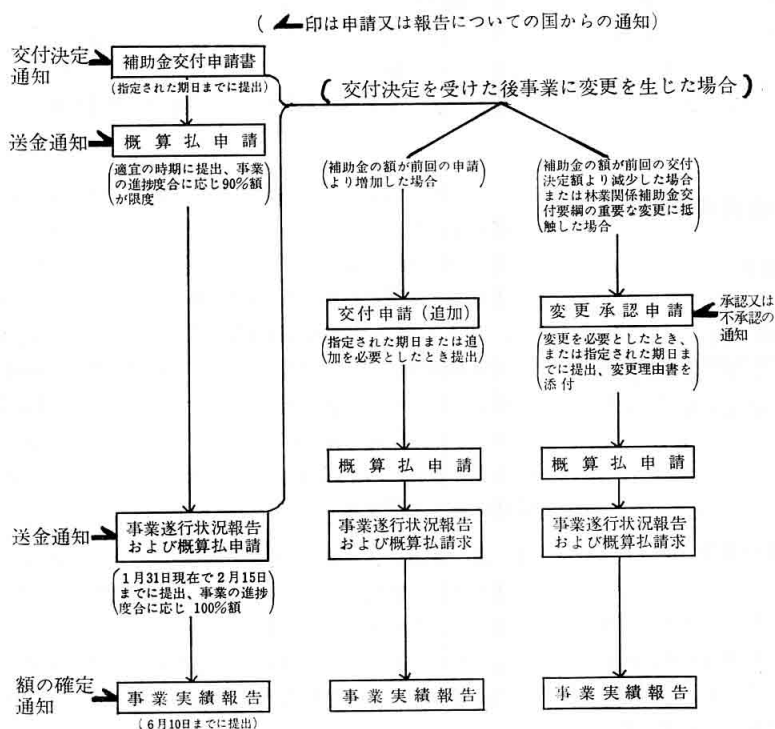 (印は申請又は報告についての国からの通知)
交付決定
通知
補助金交付申請書
(指定された期日までに提出)
(交付決定を受けた後事業に変更を生じた場合)
送金通知
概算払申請
(適宜の時期に提出、事業
の進捗度合に応じ90%額
が限度)
(補助金の額が前回の申請
より増加した場合)
(補助金の額が前回の交付
決定額より減少した場合
または林業関係補助金交
付要綱の重要な変更に抵
触した場合)
交付申請(追加)
(指定された期日または追
加を必要としたとき提出)
変更承認申請
承認又は
不承認の
通知
(変更を必要としたとき、
または指定された期日ま
でに提出、変更理由書を
添付)
概算払申請
概算払申請
送金通知
事業遂行状況報告
および概算払申請
(1月31日現在で2月15日
までに提出、事業の進捗
度合に応じ 100%額)
事業遂行状況報告
および概算払請求
事業遂行状況報告
および概算払請求
額の確定
通知
事業実績報告
(6月10日までに提出)
事業実績報告
事業実績報告